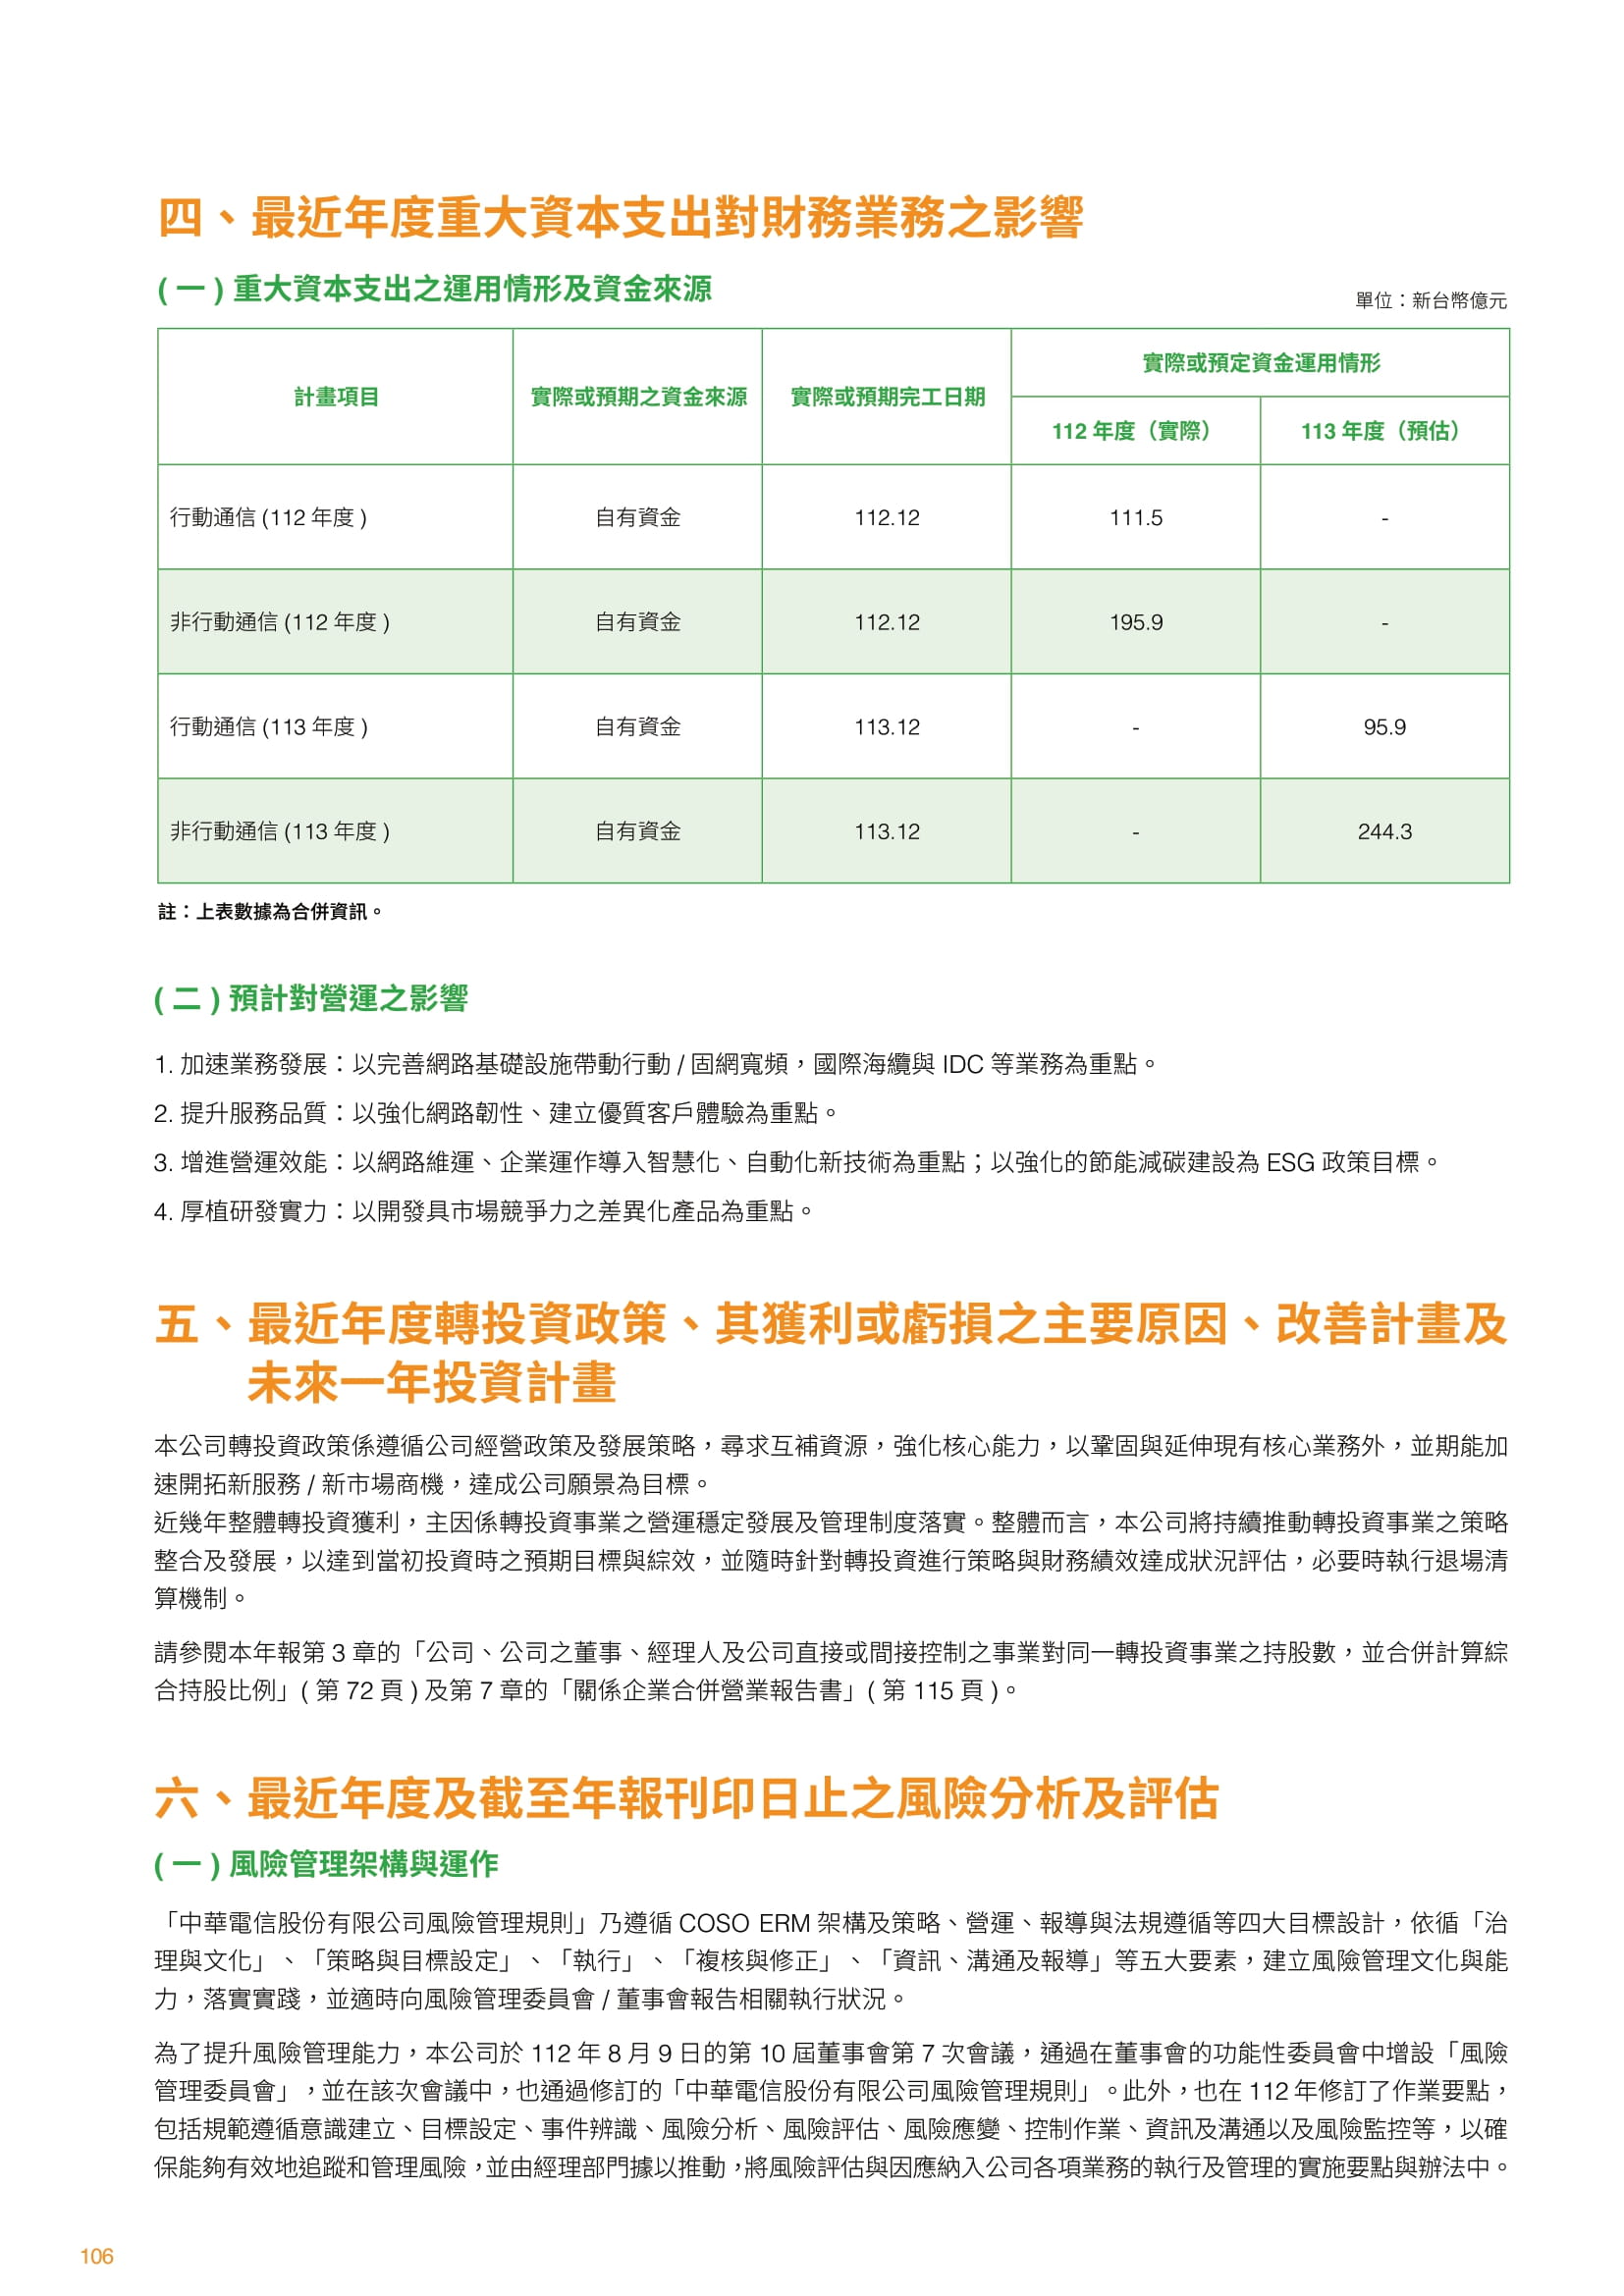 四、最近年度重大資本支出對財務業務之影響
( 一 ) 重大資本支出之運用情形及資金來源
單位：新台幣億元
計畫項目
實際或預期之資金來源
實際或預期完工日期
實際或預定資金運用情形
112 年度（實際）
113 年度（預估）
行動通信 (112 年度 ) 自有資金 112.12 111.5 -
非行動通信 (112 年度 ) 自有資金 112.12 195.9 -
行動通信 (113 年度 ) 自有資金 113.12 - 95.9
非行動通信 (113 年度 ) 自有資金 113.12 - 244.3
註：上表數據為合併資訊。
( 二 ) 預計對營運之影響
1. 加速業務發展：以完善網路基礎設施帶動行動 / 固網寬頻，國際海纜與 IDC 等業務為重點。
2. 提升服務品質：以強化網路韌性、建立優質客戶體驗為重點。
3. 增進營運效能：以網路維運、企業運作導入智慧化、自動化新技術為重點；以強化的節能減碳建設為 ESG 政策目標。
4. 厚植研發實力：以開發具市場競爭力之差異化產品為重點。
五、最近年度轉投資政策、其獲利或虧損之主要原因、改善計畫及
未來一年投資計畫
本公司轉投資政策係遵循公司經營政策及發展策略，尋求互補資源，強化核心能力，以鞏固與延伸現有核心業務外，並期能加
速開拓新服務 / 新市場商機，達成公司願景為目標。
近幾年整體轉投資獲利，主因係轉投資事業之營運穩定發展及管理制度落實。整體而言，本公司將持續推動轉投資事業之策略
整合及發展，以達到當初投資時之預期目標與綜效，並隨時針對轉投資進行策略與財務績效達成狀況評估，必要時執行退場清
算機制。
請參閱本年報第 3 章的「公司、公司之董事、經理人及公司直接或間接控制之事業對同一轉投資事業之持股數，並合併計算綜
合持股比例」( 第 72 頁 ) 及第 7 章的「關係企業合併營業報告書」( 第 115 頁 )。
六、最近年度及截至年報刊印日止之風險分析及評估
( 一 ) 風險管理架構與運作
「中華電信股份有限公司風險管理規則」乃遵循 COSO ERM 架構及策略、營運、報導與法規遵循等四大目標設計，依循「治
理與文化」、「策略與目標設定」、「執行」、「複核與修正」、「資訊、溝通及報導」等五大要素，建立風險管理文化與能
力，落實實踐，並適時向風險管理委員會 / 董事會報告相關執行狀況。
為了提升風險管理能力，本公司於 112 年 8 月 9 日的第 10 屆董事會第 7 次會議，通過在董事會的功能性委員會中增設「風險
管理委員會」，並在該次會議中，也通過修訂的「中華電信股份有限公司風險管理規則」。此外，也在 112 年修訂了作業要點，
包括規範遵循意識建立、目標設定、事件辨識、風險分析、風險評估、風險應變、控制作業、資訊及溝通以及風險監控等，以確
保能夠有效地追蹤和管理風險，並由經理部門據以推動，將風險評估與因應納入公司各項業務的執行及管理的實施要點與辦法中。
106